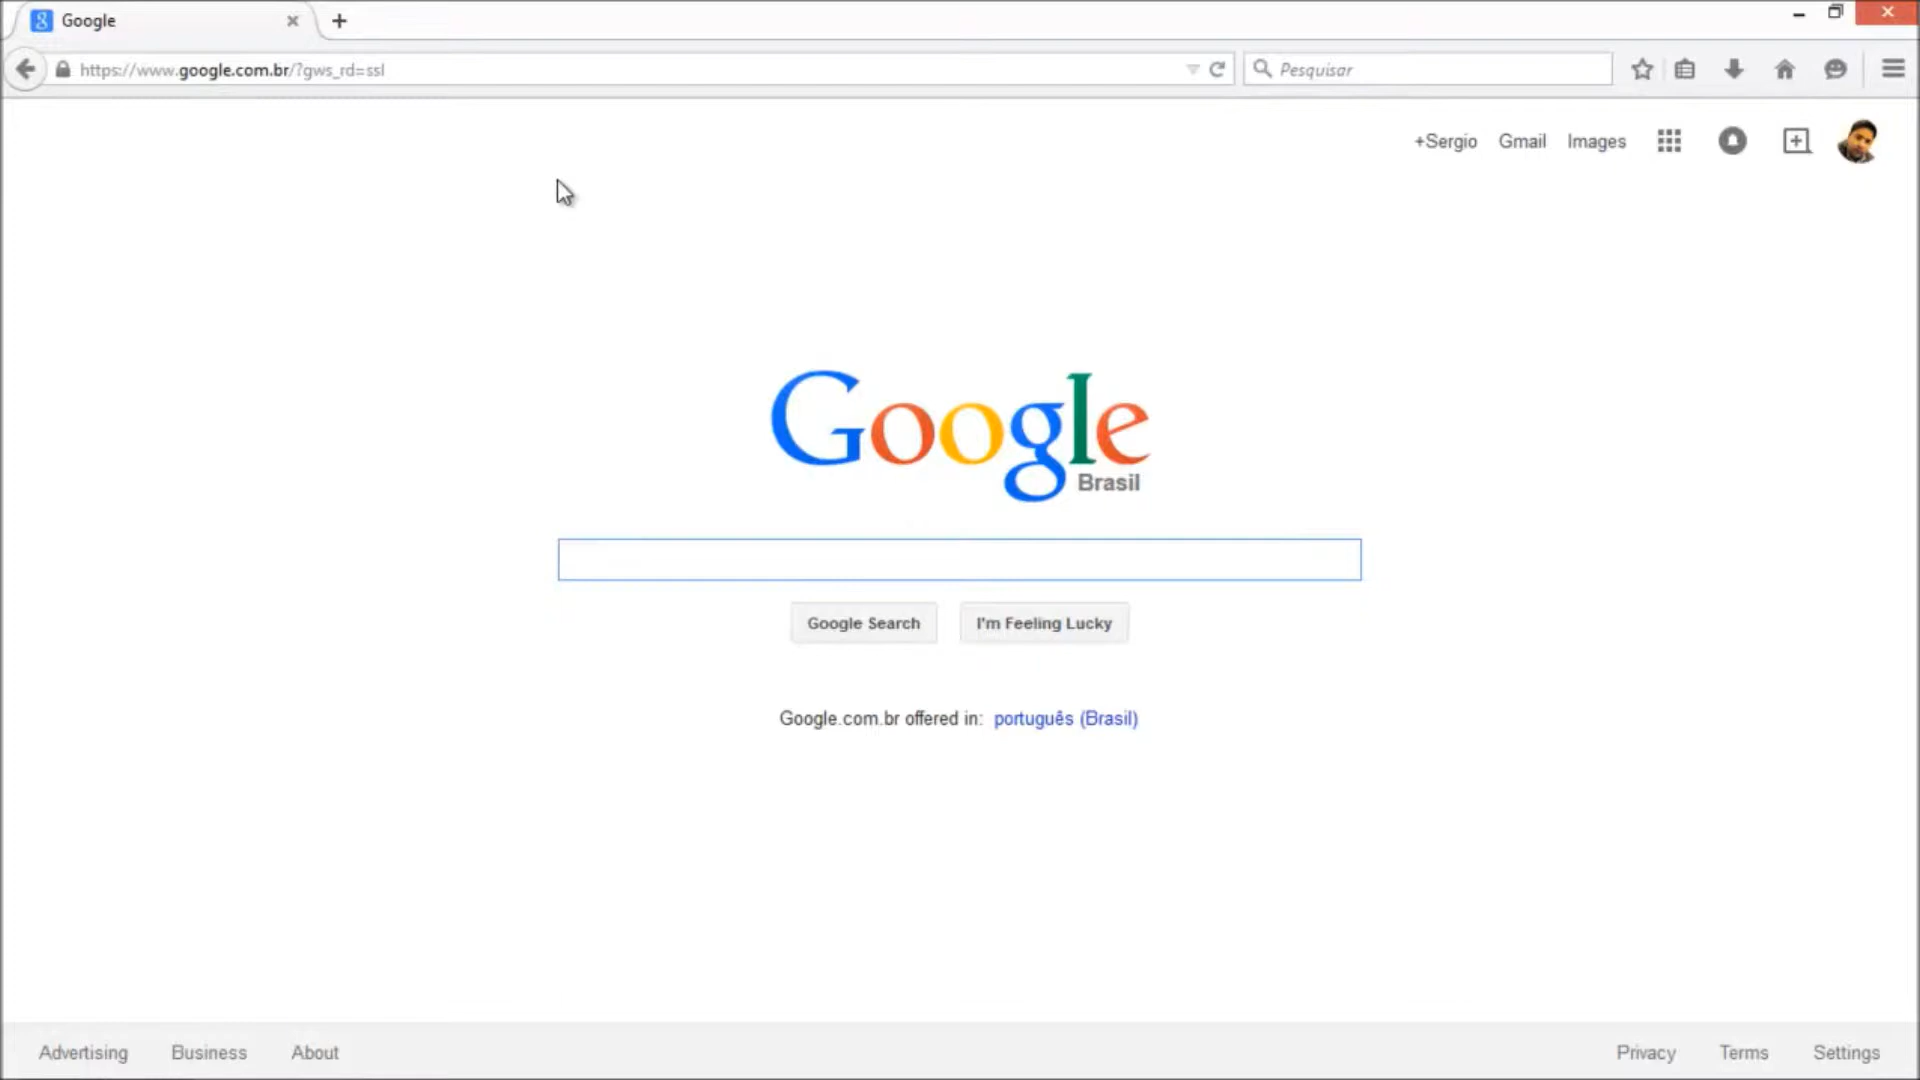 Google
https://www.google.com.br/?gws_rd=ssl
Pesquisar
+Sergio Gmail Images
Google
Brasil
Google Search I'm Feeling Lucky
Google.com.br offered in: português (Brasil)
Advertising Business About Privacy Terms Settings